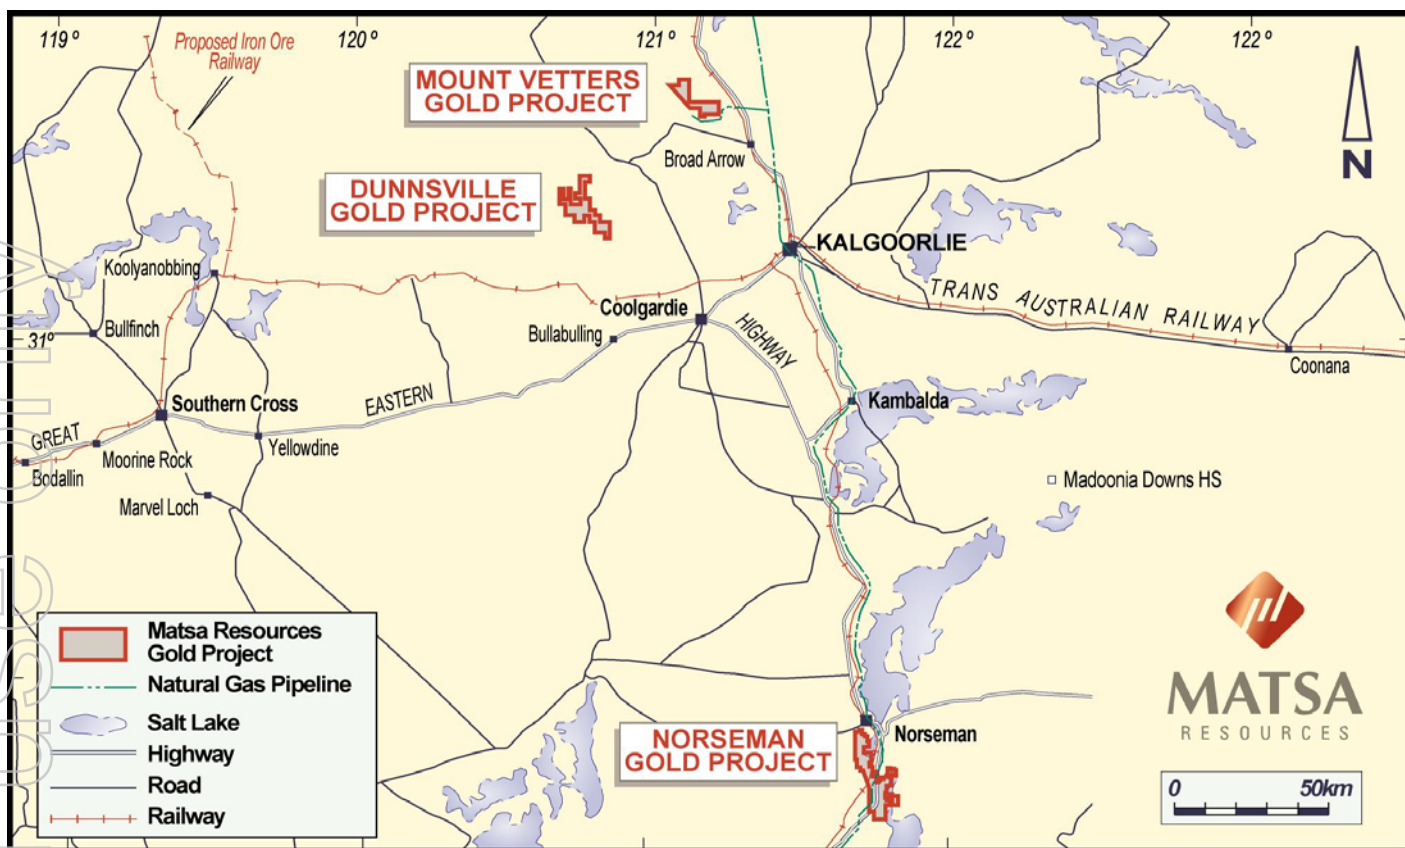 119°
120°
121°
122°
122°
Proposed Iron Ore
Railway
MOUNT VETTERS
GOLD PROJECT
N
Broad Arrow
DUNNSVILLE
GOLD PROJECT
KALGOORLIE
Koolyanobbing
TRANS AUSTRALIAN RAILWAY
Coolgardie
Bullfinch
31°
Bullabulling
HIGHWAY
Coonana
EASTERN
Kambalda
Southern Cross
GREAT
Yellowdine
Moorine Rock
Bodallin
Madoonia Downs HS
Marvel Loch
Matsa Resources
Gold Project
Natural Gas Pipeline
Salt Lake
Highway
Road
Railway
MATSA
RESOURCES
NORSEMAN
GOLD PROJECT
Norseman
0 50km